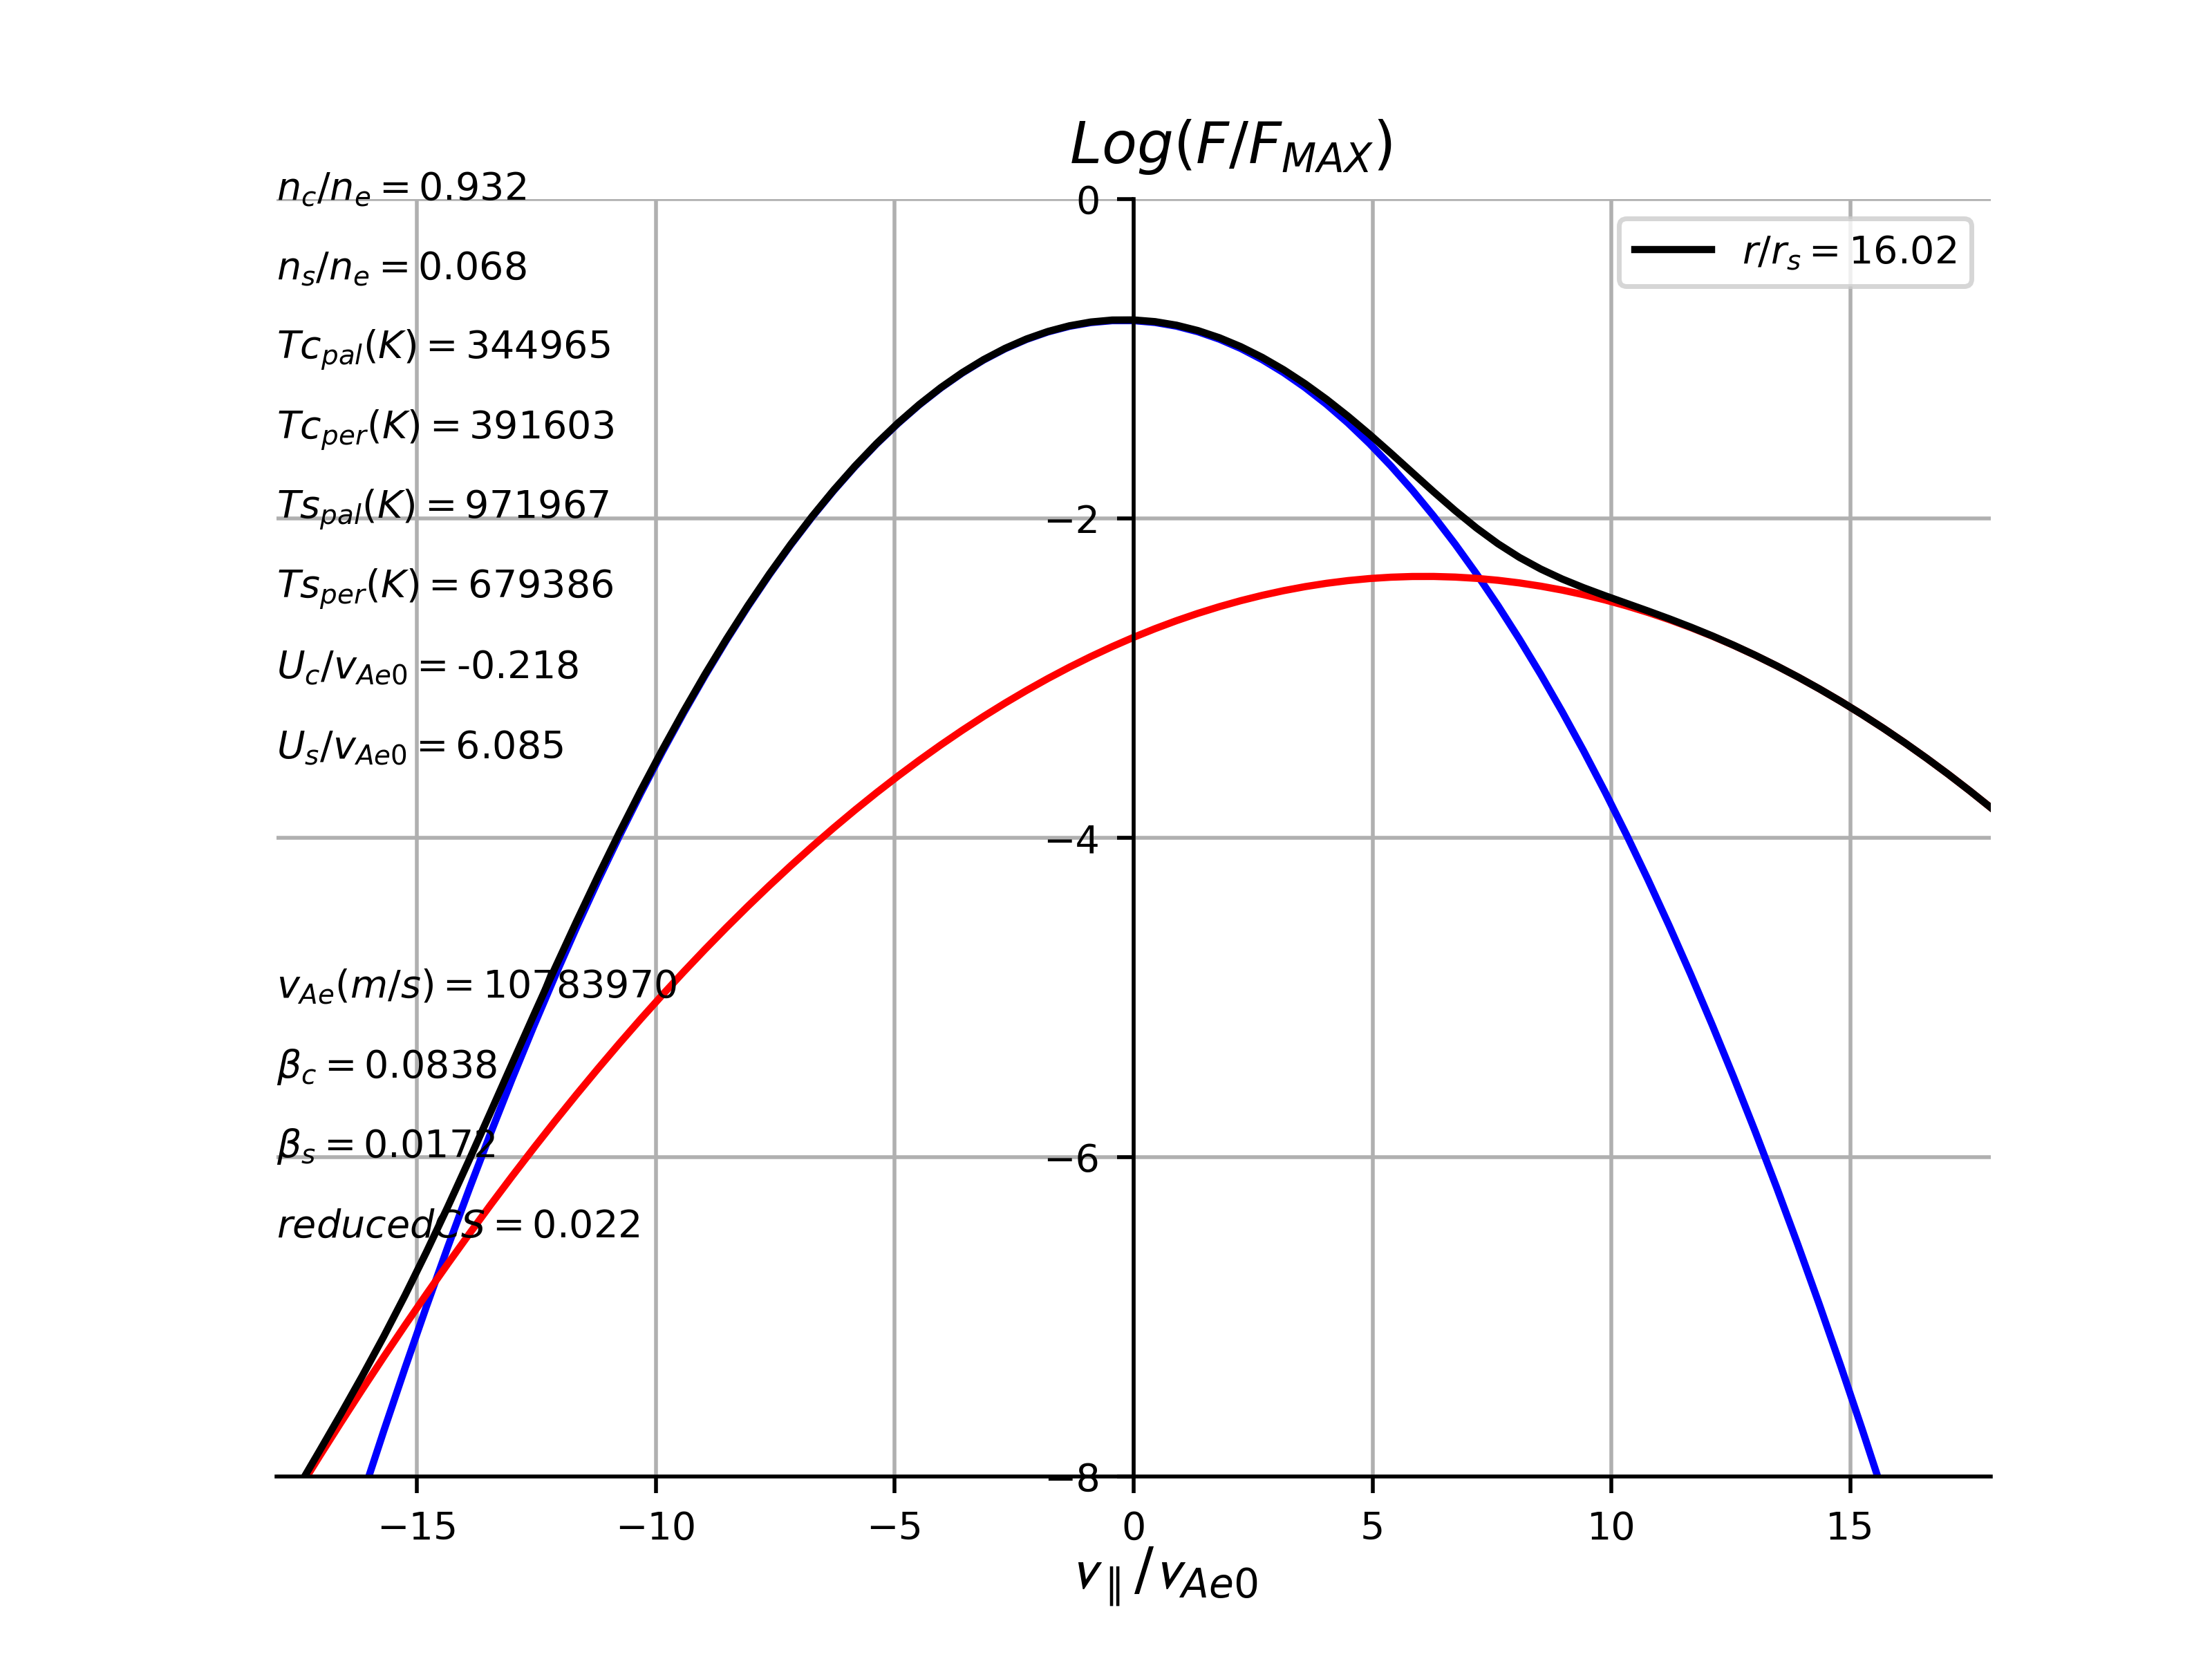 Log(F/F_MAX)
n_c/n_e = 0.932
n_s/n_e = 0.068
Tc_pal(K) = 344965
Tc_per(K) = 391603
Ts_pal(K) = 971967
Ts_per(K) = 679386
U_c/v_Ae0 = -0.218
U_s/v_Ae0 = 6.085
v_Ae(m/s) = 10783970
β_c = 0.0838
β_s = 0.0172
reducedCS = 0.022
r/r_s = 16.02
0
−2
−4
−6
−8
−15 −10 −5 0 5 10 15
v_∥/v_Ae0